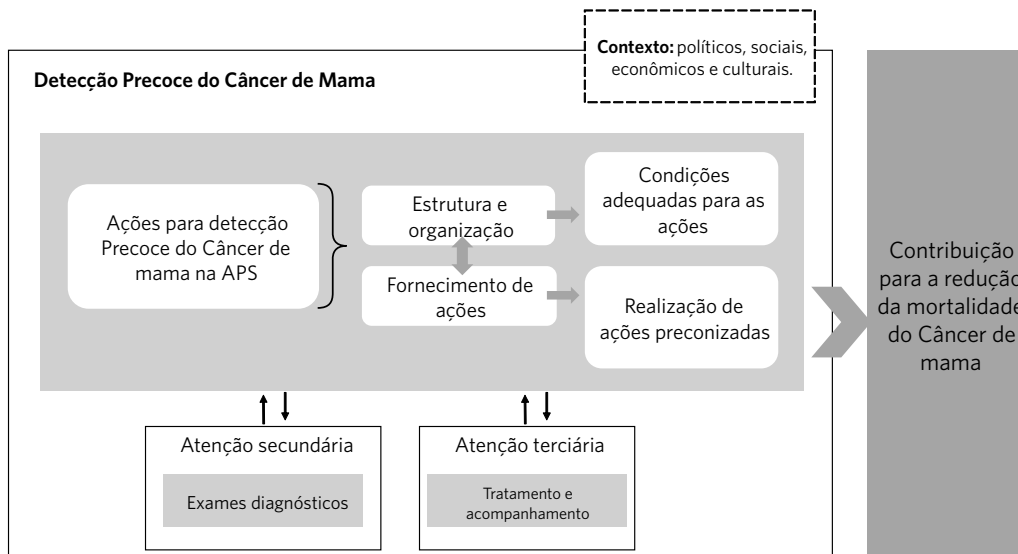 Contexto: políticos, sociais,
econômicos e culturais.
Detecção Precoce do Câncer de Mama
Ações para detecção
Precoce do Câncer de
mama na APS
Estrutura e
organização
Fornecimento de
ações
Condições
adequadas para as
ações
Realização de
ações preconizadas
Contribuição
para a redução
da mortalidade
do Câncer de
mama
Atenção secundária
Exames diagnósticos
Atenção terciária
Tratamento e
acompanhamento